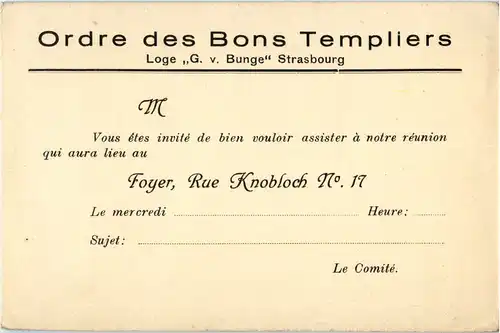 Ordre des Bons Templiers
Loge „G. v. Bunge" Strasbourg
M
Vous êtes invité de bien vouloir assister à notre réunion
qui aura lieu au
Foyer, Rue Knobloch Nº. 17
Le mercredi ........ Heure: ........
Sujet: ........
Le Comité.